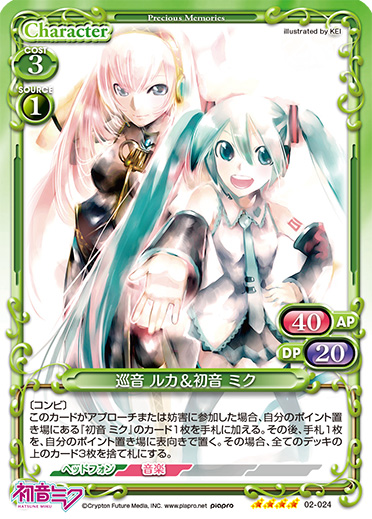 Precious Memories
Character
illustrated by KEI
COST
3
SOURCE
1
40 AP
DP 20
巡音 ルカ&初音 ミク
［コンビ］
このカードがアプローチまたは妨害に参加した場合、自分のポイント置
き場にある「初音 ミク」のカード1枚を手札に加える。その後、手札1枚
を、自分のポイント置き場に表向きで置く。その場合、全てのデッキの
上のカード3枚を捨て札にする。
ヘッドフォン 音楽
初音ミク
HATSUNE MIKU
©Crypton Future Media, INC. www.piapro.net piapro
02-024